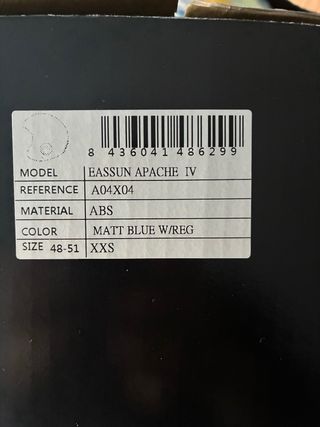 8 436041 486299
MODEL EASSUN APACHE IV
REFERENCE A04X04
MATERIAL ABS
COLOR MATT BLUE W/REG
SIZE 48-51 XXS